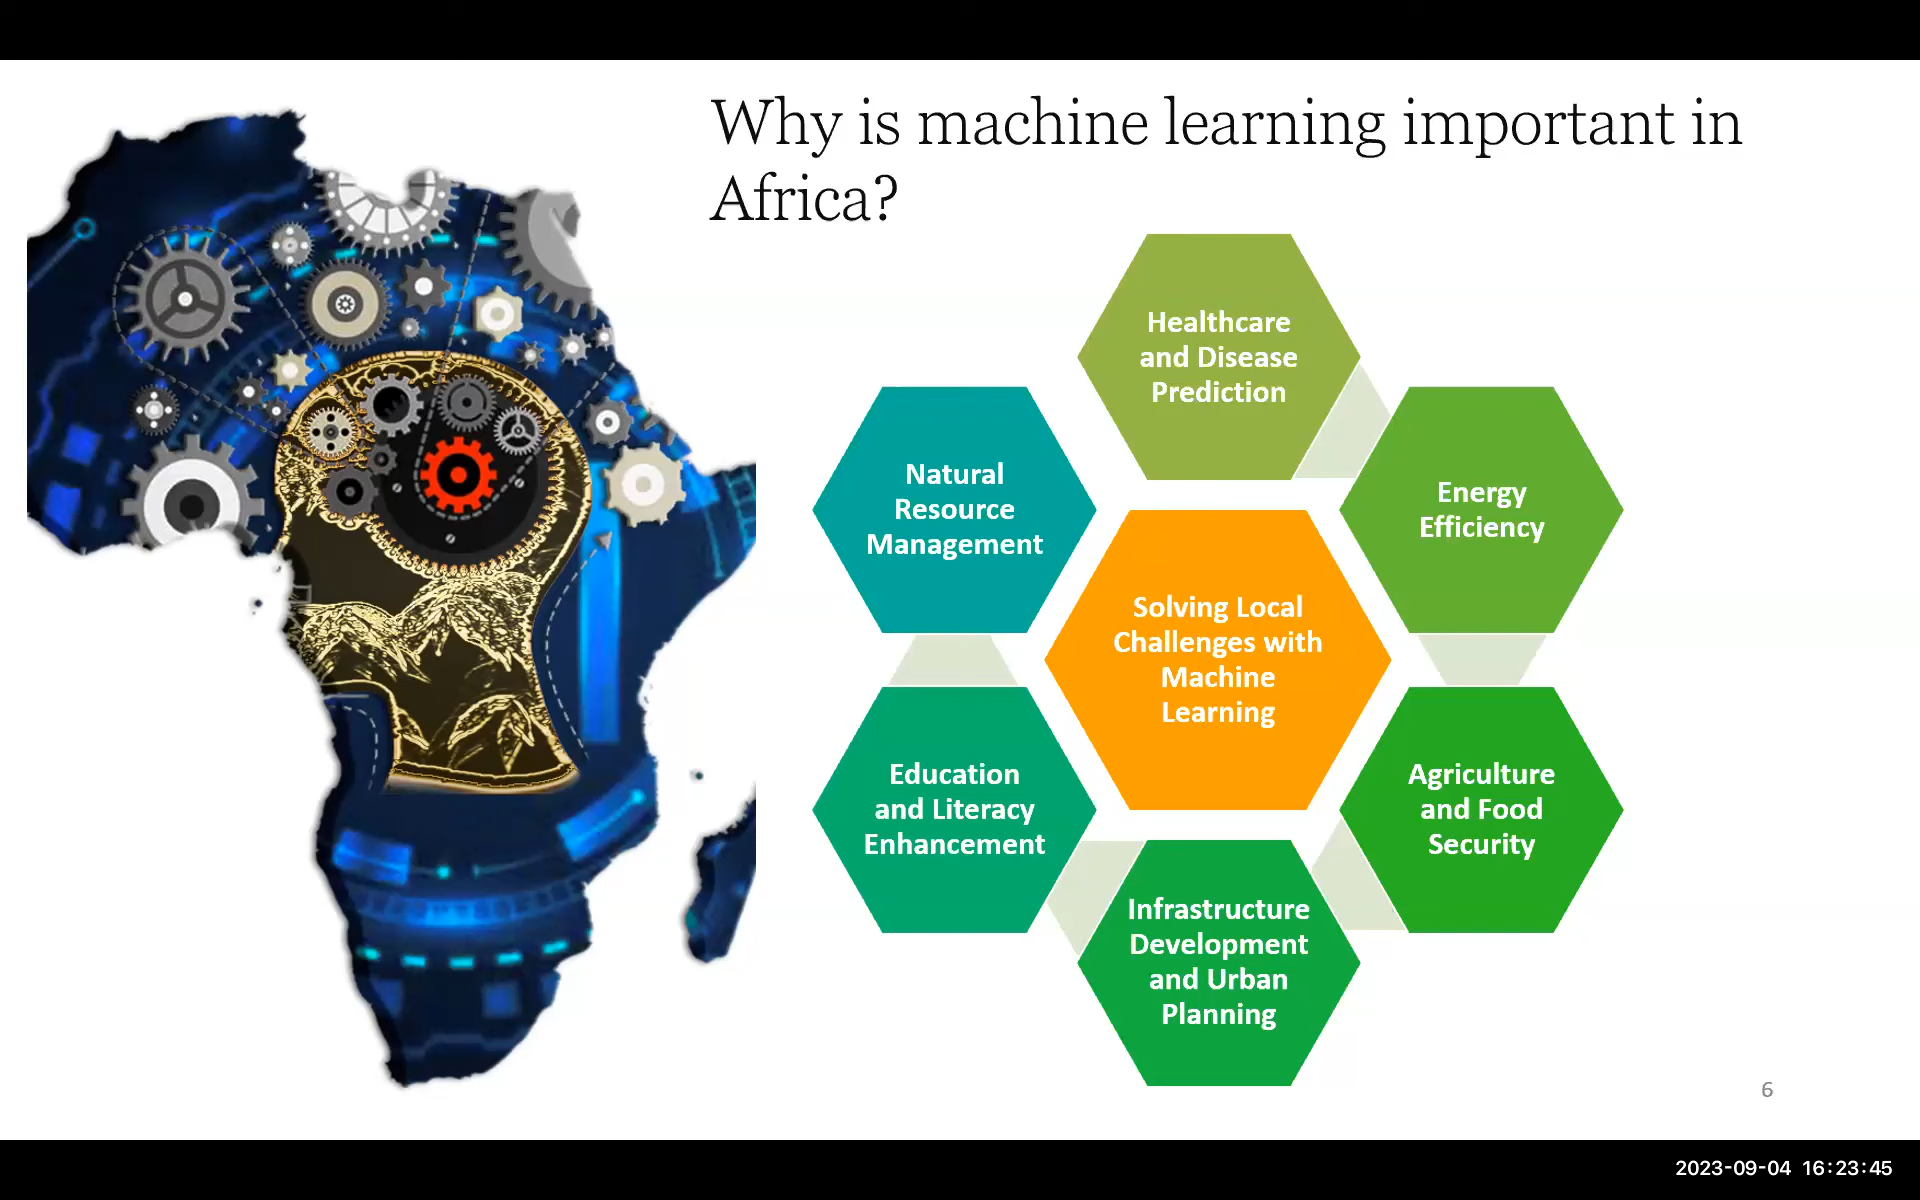 Why is machine learning important in
Africa?
Healthcare
and Disease
Prediction
Energy
Efficiency
Agriculture
and Food
Security
Infrastructure
Development
and Urban
Planning
Education
and Literacy
Enhancement
Natural
Resource
Management
Solving Local
Challenges with
Machine
Learning
6
2023-09-04 16:23:45